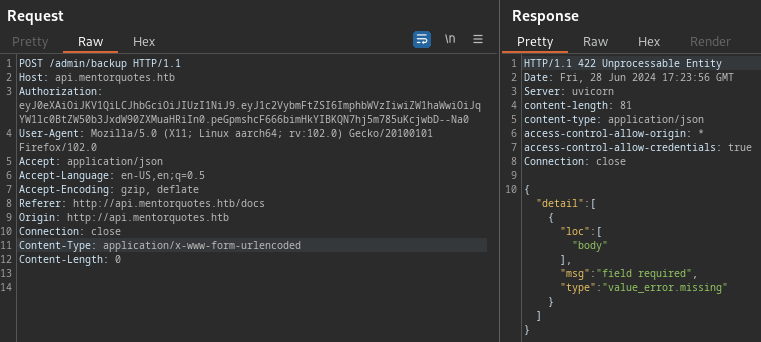 Request
Pretty Raw Hex \n
1 POST /admin/backup HTTP/1.1
2 Host: api.mentorquotes.htb
3 Authorization:
eyJ0eXAiOiJKV1QiLCJhbGciOiJIUzI1NiJ9.eyJ1c2VybmFtZSI6ImphbWVzIiwiZW1haWwiOiJq
YW1lc0BtZW50b3JxdW90ZXMuaHRiIn0.peGpmshcF666bimHkYIBKQN7hj5m785uKcjwbD--Na0
4 User-Agent: Mozilla/5.0 (X11; Linux aarch64; rv:102.0) Gecko/20100101
Firefox/102.0
5 Accept: application/json
6 Accept-Language: en-US,en;q=0.5
7 Accept-Encoding: gzip, deflate
8 Referer: http://api.mentorquotes.htb/docs
9 Origin: http://api.mentorquotes.htb
10 Connection: close
11 Content-Type: application/x-www-form-urlencoded
12 Content-Length: 0
13
14
Response
Pretty Raw Hex Render
1 HTTP/1.1 422 Unprocessable Entity
2 Date: Fri, 28 Jun 2024 17:23:56 GMT
3 Server: uvicorn
4 content-length: 81
5 content-type: application/json
6 access-control-allow-origin: *
7 access-control-allow-credentials: true
8 Connection: close
9
10 {
"detail":[
{
"loc":[
"body"
],
"msg":"field required",
"type":"value_error.missing"
}
]
}